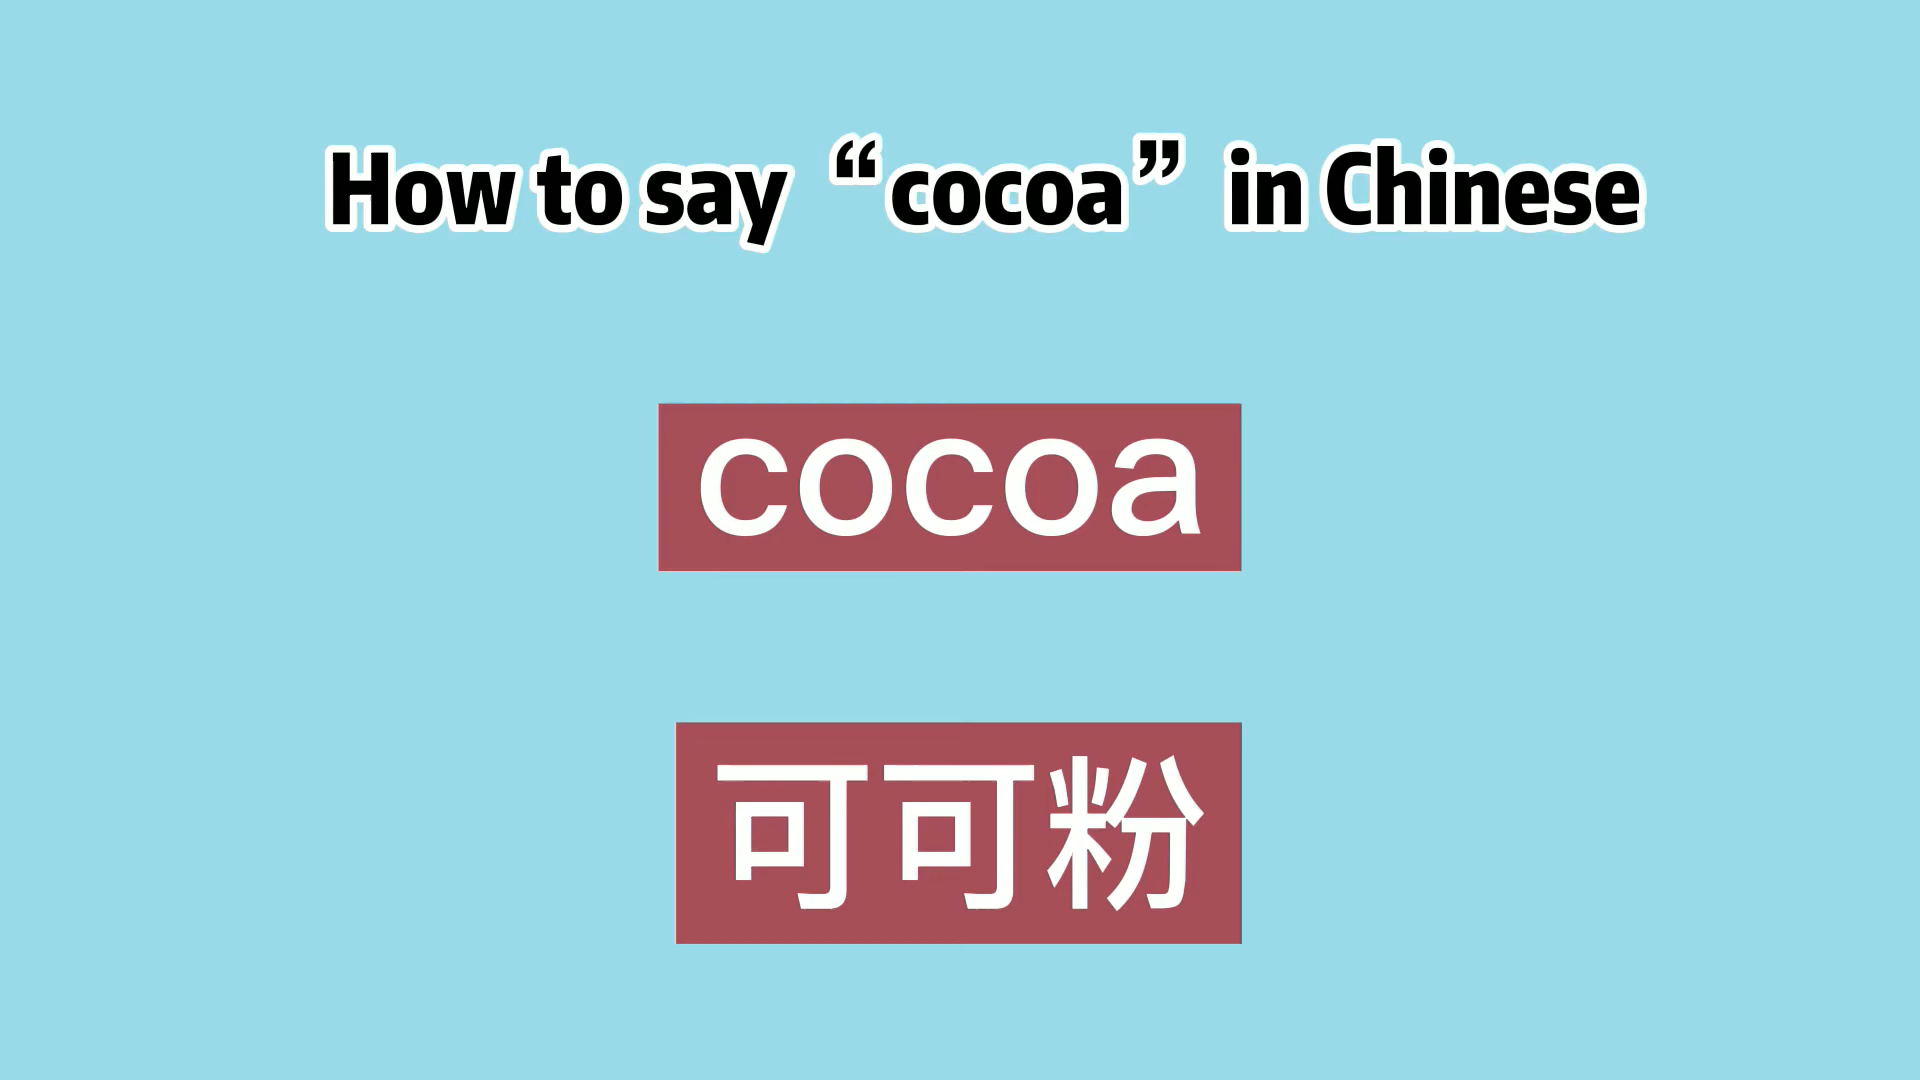 How to say “cocoa” in Chinese
cocoa
可可粉